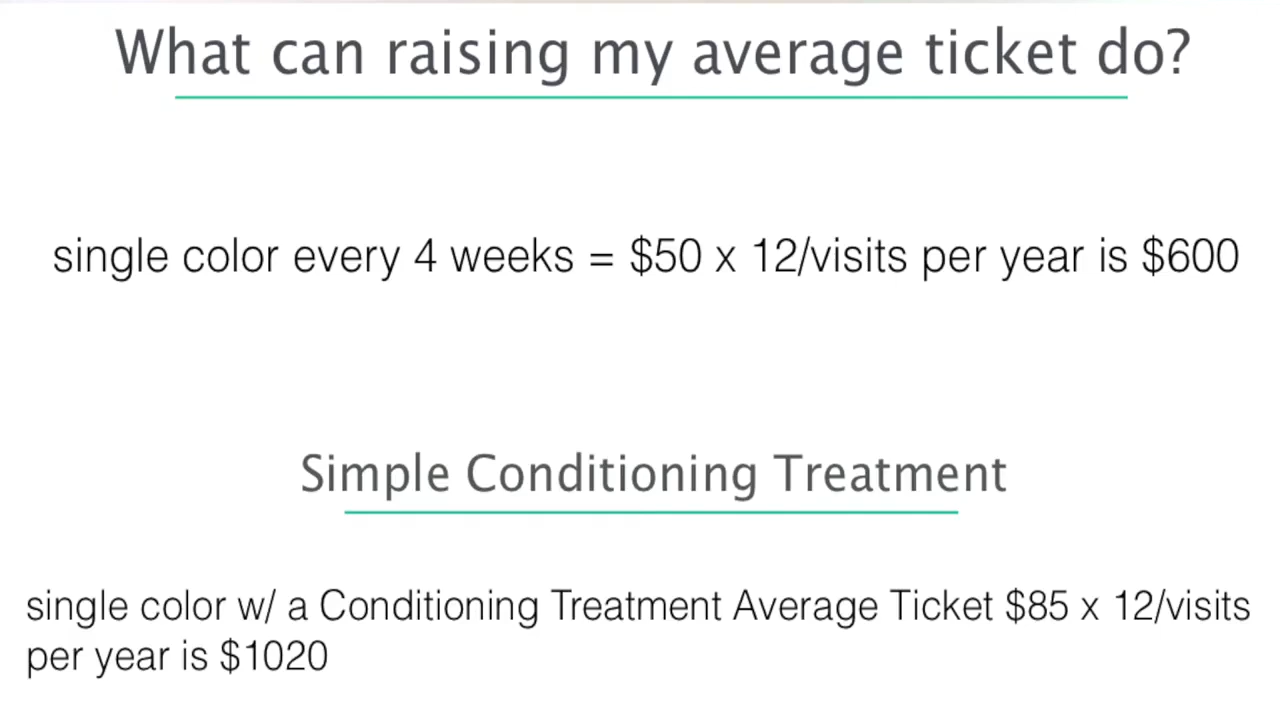 What can raising my average ticket do?
single color every 4 weeks = $50 x 12/visits per year is $600
Simple Conditioning Treatment
single color w/ a Conditioning Treatment Average Ticket $85 x 12/visits
per year is $1020